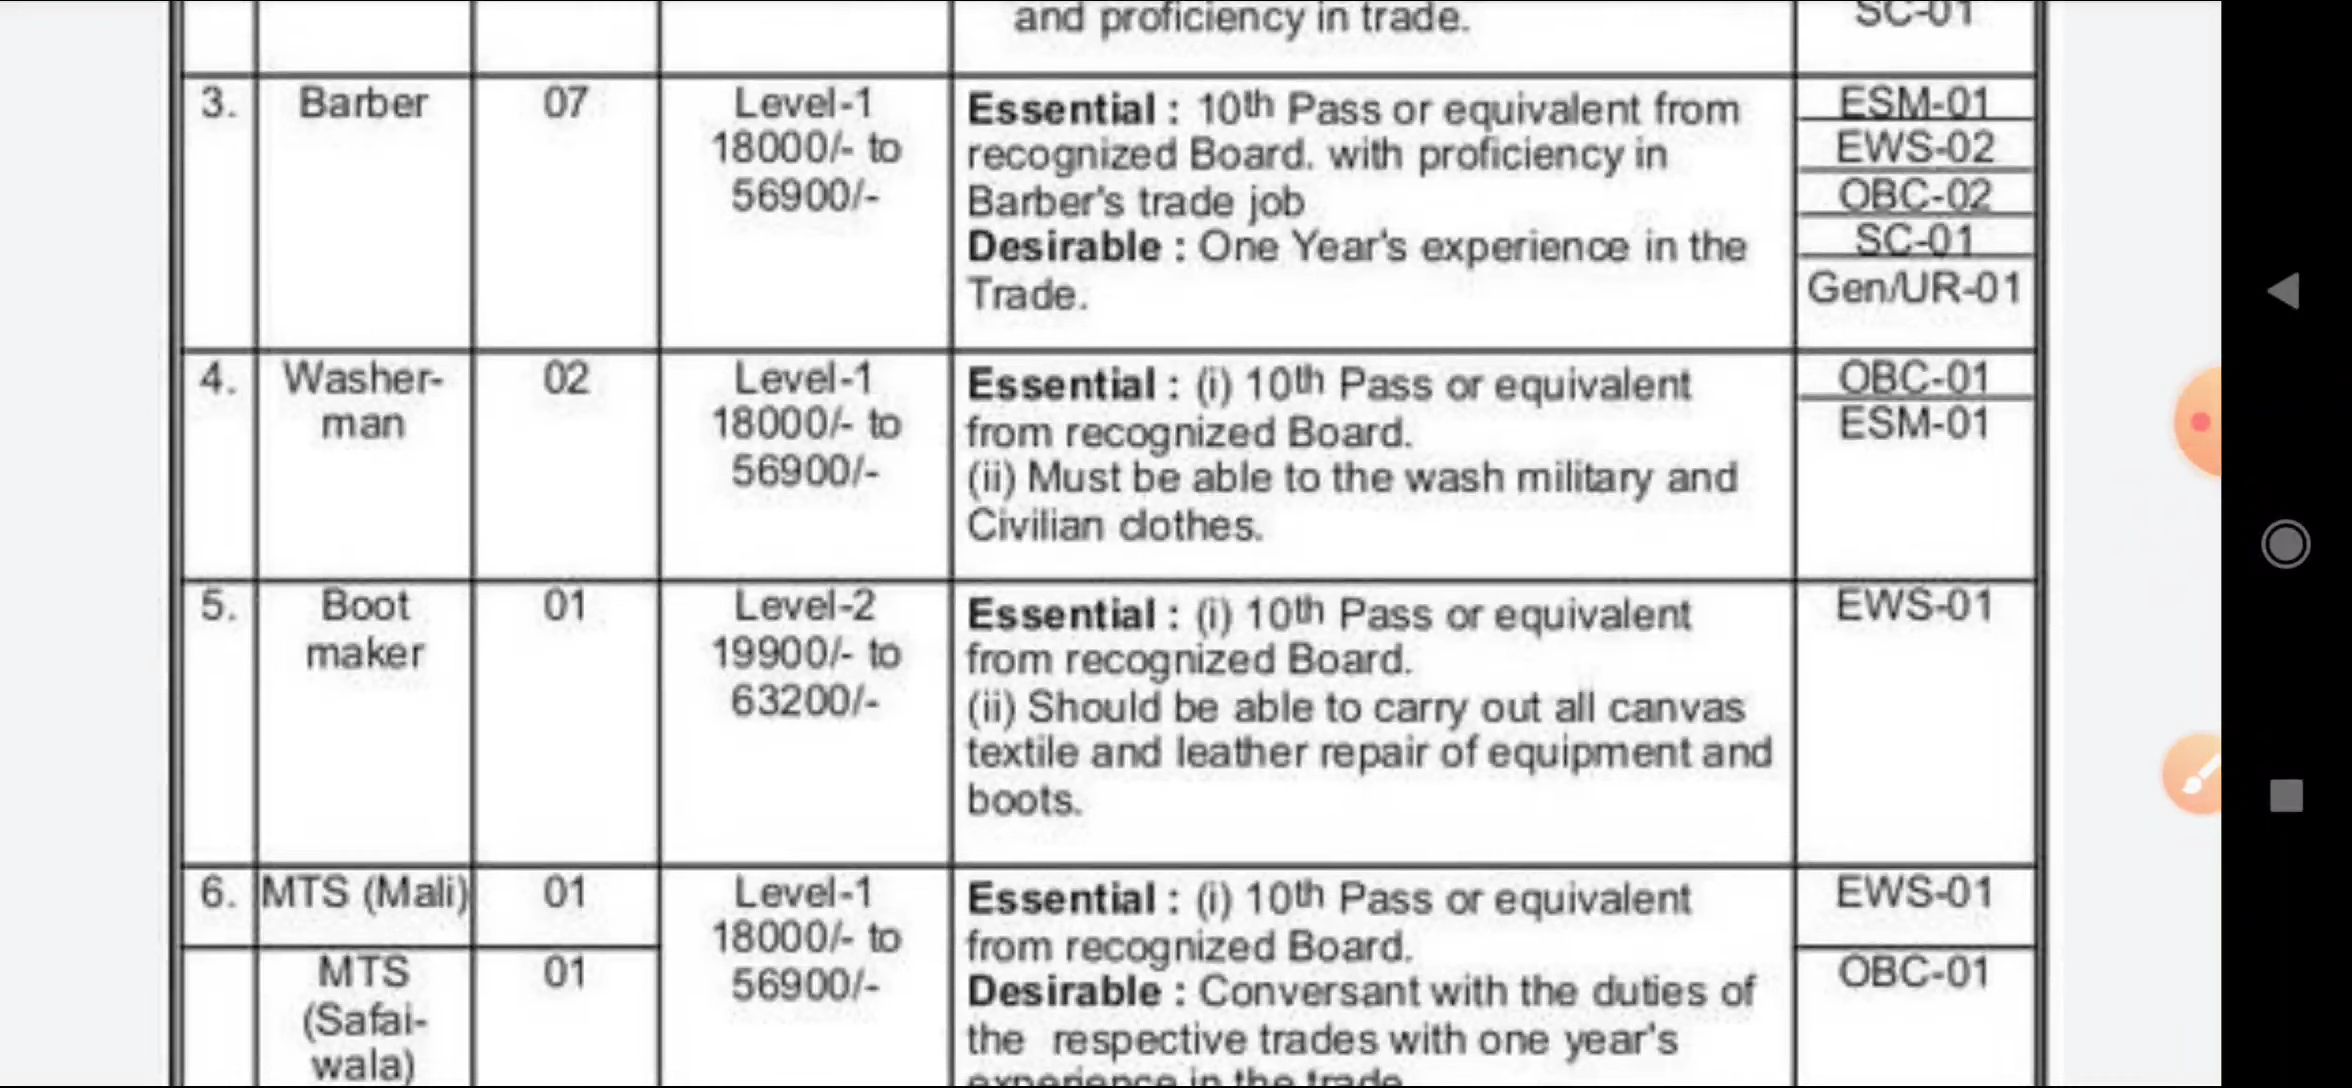 and proficiency in trade.
SC-01
3.
Barber
07
Level-1
18000/- to
56900/-
Essential : 10th Pass or equivalent from
recognized Board. with proficiency in
Barber's trade job
Desirable : One Year's experience in the
Trade.
ESM-01
EWS-02
OBC-02
SC-01
Gen/UR-01
4.
Washer-
man
02
Level-1
18000/- to
56900/-
Essential : (i) 10th Pass or equivalent
from recognized Board.
(ii) Must be able to the wash military and
Civilian clothes.
OBC-01
ESM-01
5.
Boot
maker
01
Level-2
19900/- to
63200/-
Essential : (i) 10th Pass or equivalent
from recognized Board.
(ii) Should be able to carry out all canvas
textile and leather repair of equipment and
boots.
EWS-01
6.
MTS (Mali)
01
MTS
(Safai-
wala)
01
Level-1
18000/- to
56900/-
Essential : (i) 10th Pass or equivalent
from recognized Board.
Desirable : Conversant with the duties of
the respective trades with one year's
experience in the trade
EWS-01
OBC-01